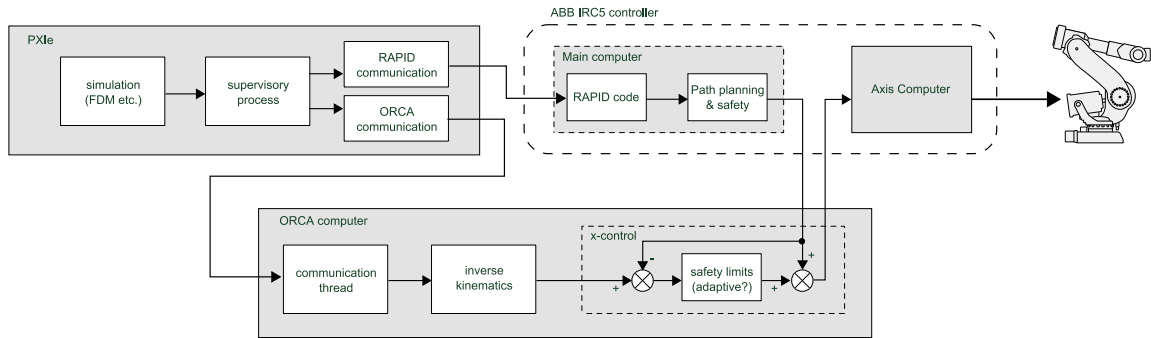 ABB IRC5 controller
PXIe
simulation
(FDM etc.)
supervisory
process
RAPID
communication
ORCA
communication
Main computer
RAPID code
Path planning
& safety
Axis Computer
ORCA computer
communication
thread
inverse
kinematics
x-control
-
+
safety limits
(adaptive?)
+
+